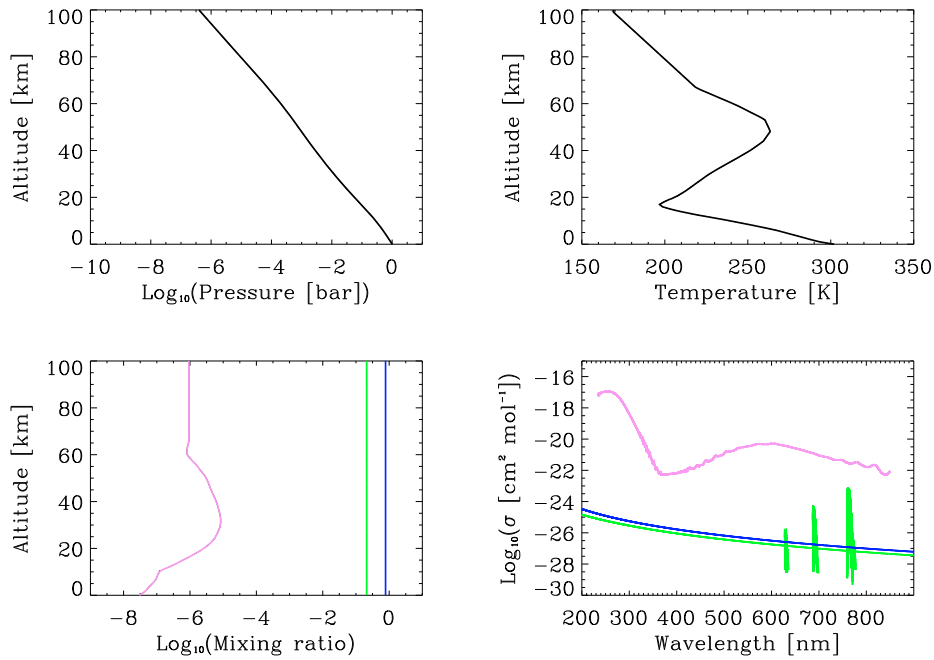 100
80
60
40
20
0
Altitude [km]
−10 −8 −6 −4 −2 0
Log₁₀(Pressure [bar])
100
80
60
40
20
0
Altitude [km]
150 200 250 300 350
Temperature [K]
100
80
60
40
20
0
Altitude [km]
−8 −6 −4 −2 0
Log₁₀(Mixing ratio)
−16
−18
−20
−22
−24
−26
−28
−30
Log₁₀(σ [cm² mol⁻¹])
200 300 400 500 600 700 800
Wavelength [nm]